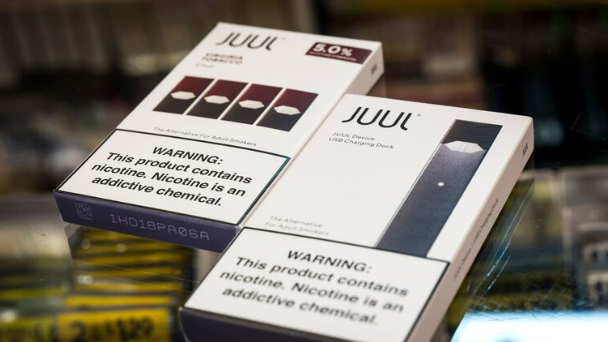 JUUL
5.0%
VIRGINIA
TOBACCO
The Alternative For Adult Smokers
WARNING:
This product contains
nicotine. Nicotine is an
addictive chemical.
1HD18PA06A
JUUL
JUUL Device
USB Charging Dock
The Alternative
For Adult Smokers
WARNING:
This product contains
nicotine. Nicotine is an
addictive chemical.